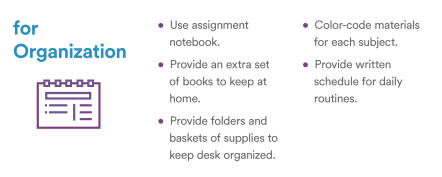 for
Organization
• Use assignment
notebook.
• Provide an extra set
of books to keep at
home.
• Provide folders and
baskets of supplies to
keep desk organized.
• Color-code materials
for each subject.
• Provide written
schedule for daily
routines.